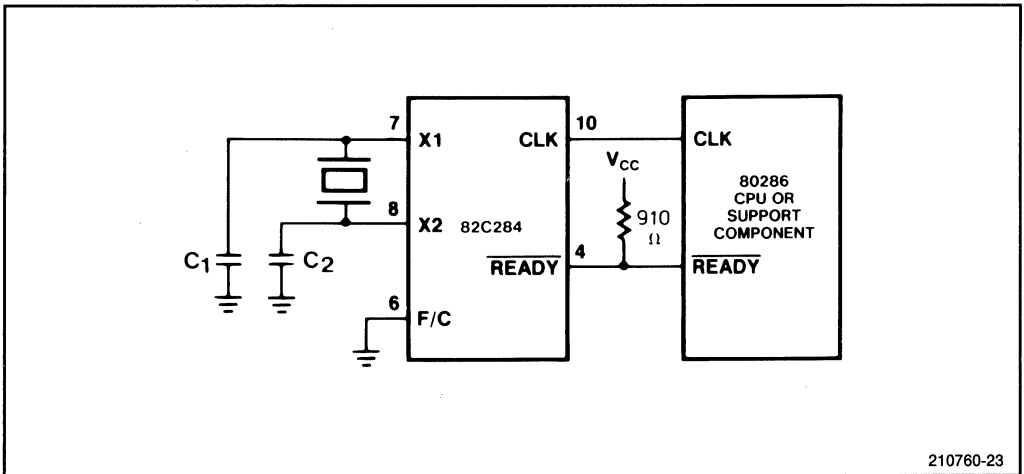 7
X1
CLK
10
CLK
V_CC
80286
CPU OR
SUPPORT
COMPONENT
910
Ω
8
X2
82C284
4
READY
READY
C1
C2
6
F/C
210760-23